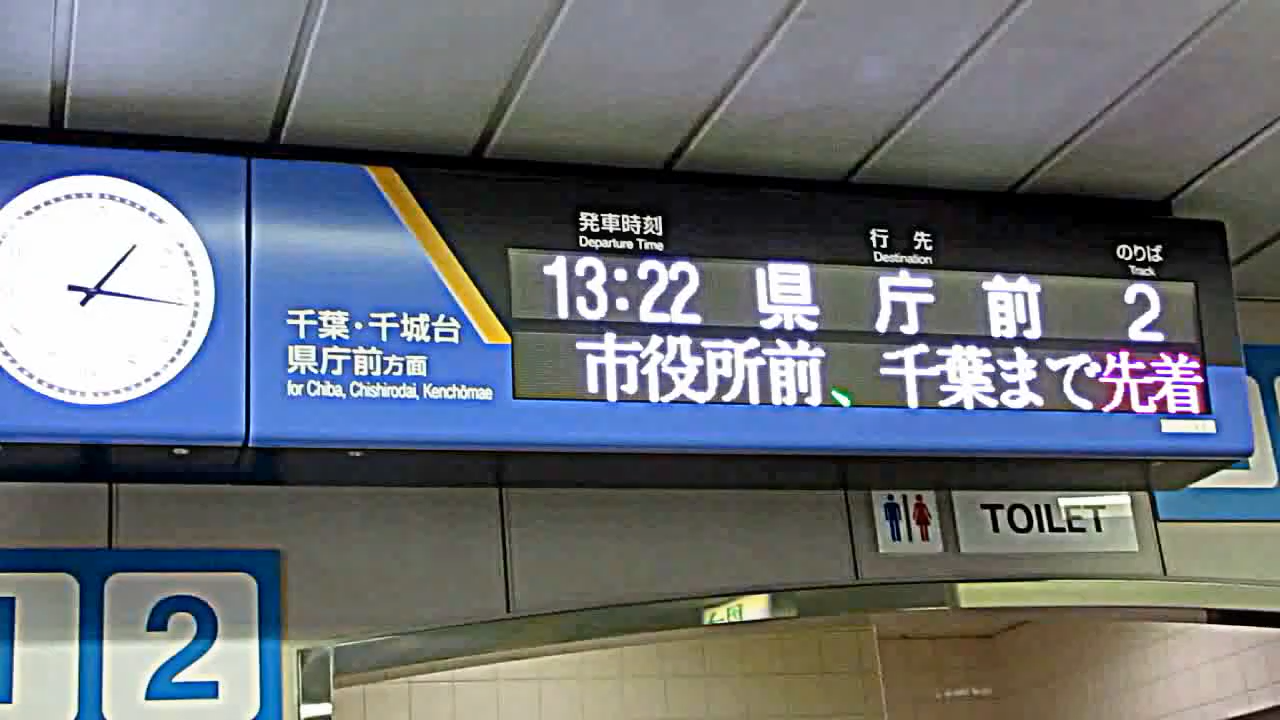 発車時刻
Departure Time
行先
Destination
のりば
Track
13:22 県庁前 2
市役所前、千葉まで先着
千葉・千城台
県庁前方面
for Chiba, Chishirodai, Kenchōmae
TOILET
1 2